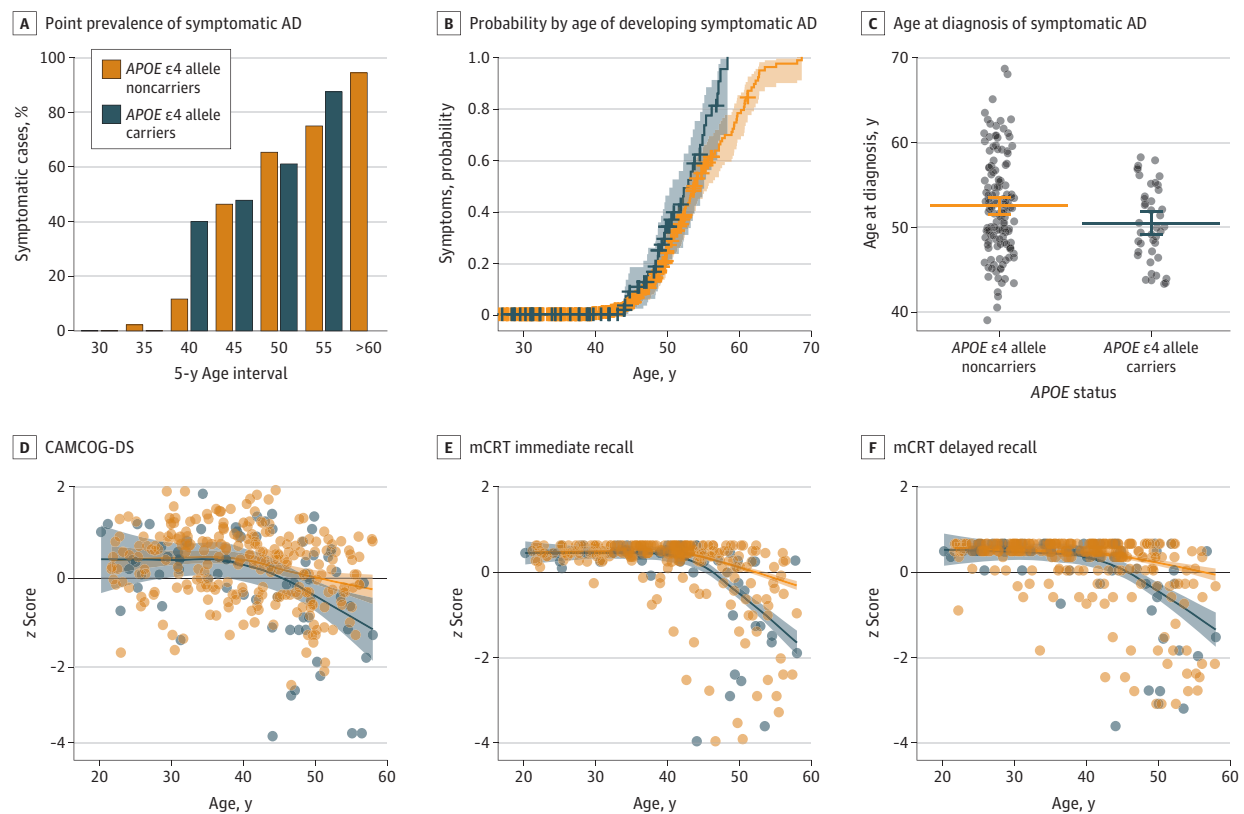 A Point prevalence of symptomatic AD
APOE ε4 allele
noncarriers
APOE ε4 allele
carriers
Symptomatic cases, %
100
80
60
40
20
0
30 35 40 45 50 55 >60
5-y Age interval
B Probability by age of developing symptomatic AD
Symptoms, probability
1.0
0.8
0.6
0.4
0.2
0
30 40 50 60 70
Age, y
C Age at diagnosis of symptomatic AD
Age at diagnosis, y
70
60
50
40
APOE ε4 allele
noncarriers
APOE ε4 allele
carriers
APOE status
D CAMCOG-DS
z Score
2
0
-2
-4
20 30 40 50 60
Age, y
E mCRT immediate recall
z Score
2
0
-2
-4
20 30 40 50 60
Age, y
F mCRT delayed recall
z Score
2
0
-2
-4
20 30 40 50 60
Age, y